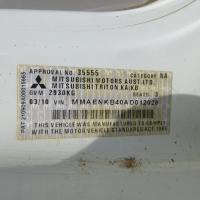 APPROVAL NO. 35555 CATEGORY NA
MITSUBISHI MOTORS AUST.LTD.
MITSUBISHI TRITON KA/KB
GVM 2930KG SEATS 3
03/10 VIN MMAENKB40AD012029
THIS VEHICLE WAS MANUFACTURED TO COMPLY
WITH THE MOTOR VEHICLE STANDARDS ACT 1989